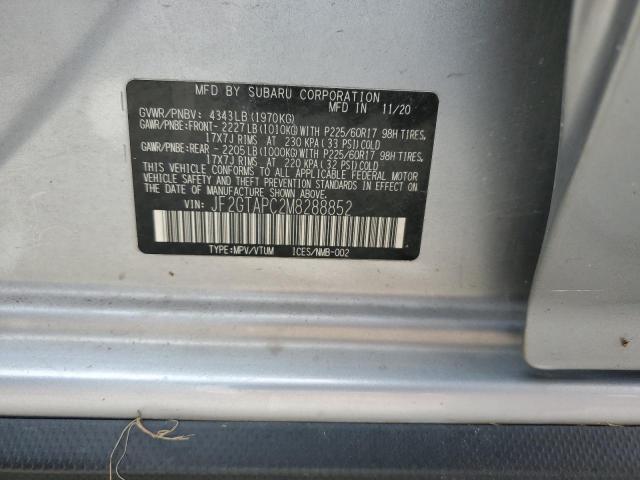 MFD BY SUBARU CORPORATION
MFD IN 11/20
GVWR/PNBV: 4343LB(1970KG)
GAWR/PNBE:FRONT- 2227LB(1010KG)WITH P225/60R17 98H TIRES,
17X7J RIMS AT 230 KPA(33 PSI)COLD
GAWR/PNBE:REAR -2205LB(1000KG)WITH P225/60R17 98H TIRES,
17X7J RIMS AT 220 KPA(32 PSI)COLD
THIS VEHICLE CONFORMS TO ALL APPLICABLE FEDERAL MOTOR VEHICLE
SAFETY, BUMPER, AND THEFT PREVENTION STANDARDS IN EFFECT
ON THE DATE OF MANUFACTURE SHOWN ABOVE.
VIN: JF2GTAPC2M8288852
TYPE:MPV/VTUM ICES/NMB-002